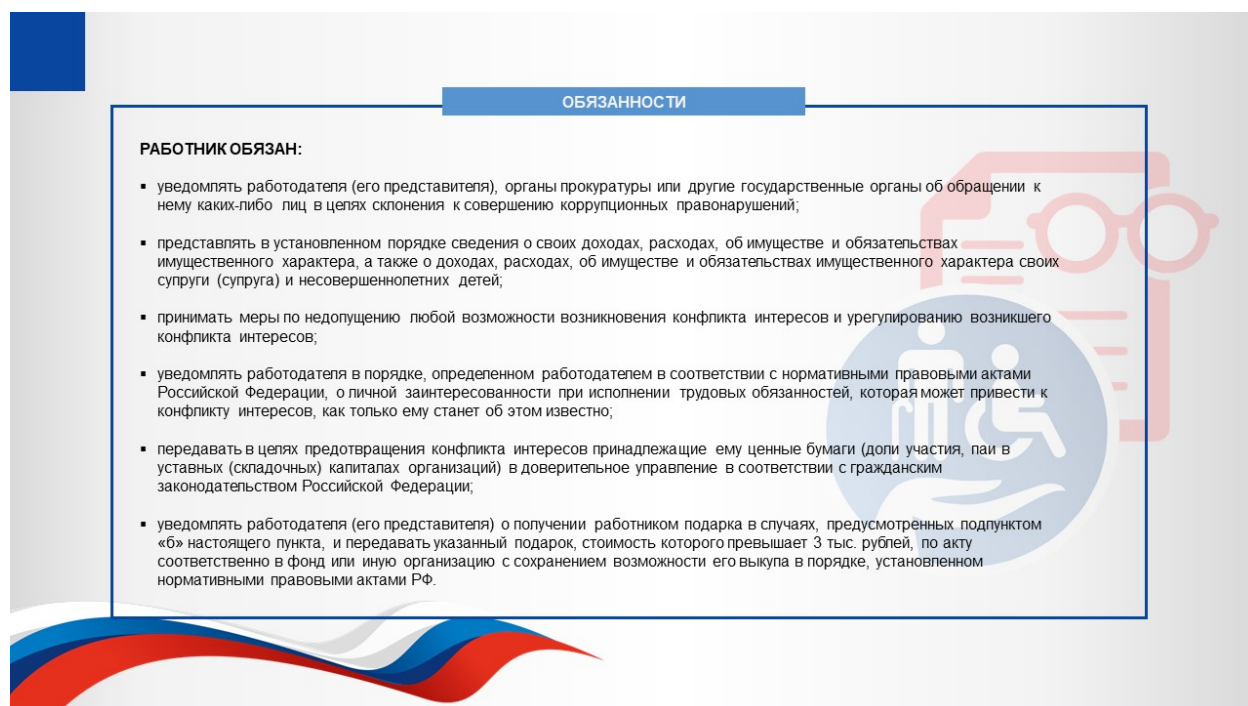 ОБЯЗАННОСТИ
РАБОТНИК ОБЯЗАН:
▪ уведомлять работодателя (его представителя), органы прокуратуры или другие государственные органы об обращении к
нему каких-либо лиц в целях склонения к совершению коррупционных правонарушений;
▪ представлять в установленном порядке сведения о своих доходах, расходах, об имуществе и обязательствах
имущественного характера, а также о доходах, расходах, об имуществе и обязательствах имущественного характера своих
супруги (супруга) и несовершеннолетних детей;
▪ принимать меры по недопущению любой возможности возникновения конфликта интересов и урегулированию возникшего
конфликта интересов;
▪ уведомлять работодателя в порядке, определенном работодателем в соответствии с нормативными правовыми актами
Российской Федерации, о личной заинтересованности при исполнении трудовых обязанностей, которая может привести к
конфликту интересов, как только ему станет об этом известно;
▪ передавать в целях предотвращения конфликта интересов принадлежащие ему ценные бумаги (доли участия, паи в
уставных (складочных) капиталах организаций) в доверительное управление в соответствии с гражданским
законодательством Российской Федерации;
▪ уведомлять работодателя (его представителя) о получении работником подарка в случаях, предусмотренных подпунктом
«б» настоящего пункта, и передавать указанный подарок, стоимость которого превышает 3 тыс. рублей, по акту
соответственно в фонд или иную организацию с сохранением возможности его выкупа в порядке, установленном
нормативными правовыми актами РФ.